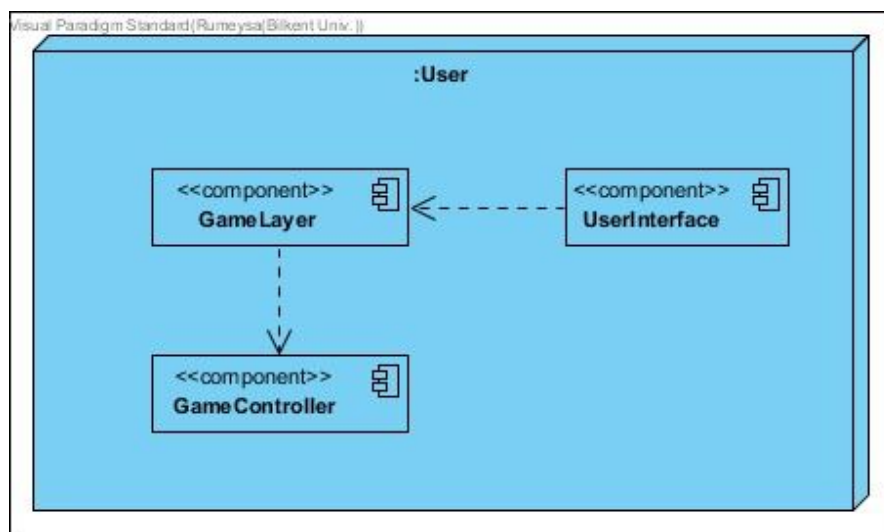 Visual Paradigm Standard(Rumeysa(Bilkent Univ.))
:User
<<component>>
GameLayer
<<component>>
UserInterface
<<component>>
GameController